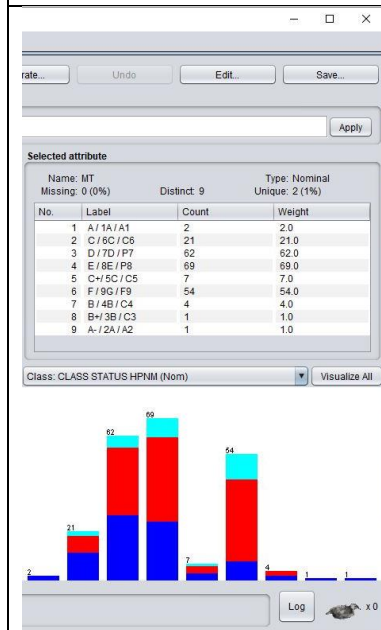 rate... Undo Edit... Save...
Apply
Selected attribute
Name: MT Type: Nominal
Missing: 0 (0%) Distinct: 9 Unique: 2 (1%)
No. Label Count Weight
1 A / 1A / A1 2 2.0
2 C / 6C / C6 21 21.0
3 D / 7D / P7 62 62.0
4 E / 8E / P8 69 69.0
5 C+/ 5C / C5 7 7.0
6 F / 9G / F9 54 54.0
7 B / 4B / C4 4 4.0
8 B+/ 3B / C3 1 1.0
9 A- / 2A / A2 1 1.0
Class: CLASS STATUS HPNM (Nom) Visualize All
2 21 62 69 7 54 4 1 1
Log x 0